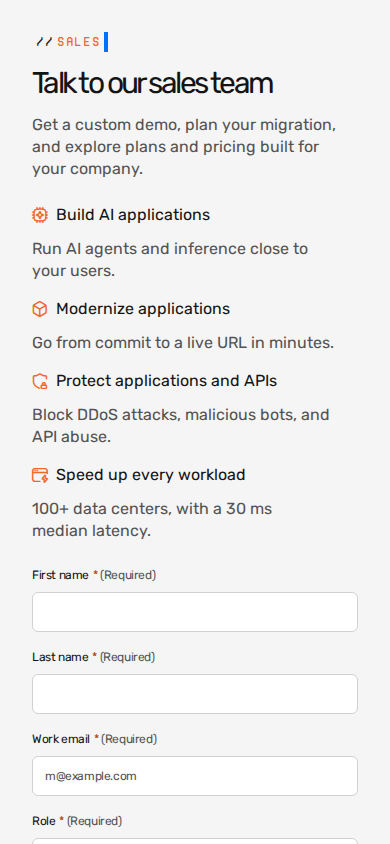 // SALES
Talk to our sales team
Get a custom demo, plan your migration,
and explore plans and pricing built for
your company.
Build AI applications
Run AI agents and inference close to
your users.
Modernize applications
Go from commit to a live URL in minutes.
Protect applications and APIs
Block DDoS attacks, malicious bots, and
API abuse.
Speed up every workload
100+ data centers, with a 30 ms
median latency.
First name * (Required)
Last name * (Required)
Work email * (Required)
m@example.com
Role * (Required)